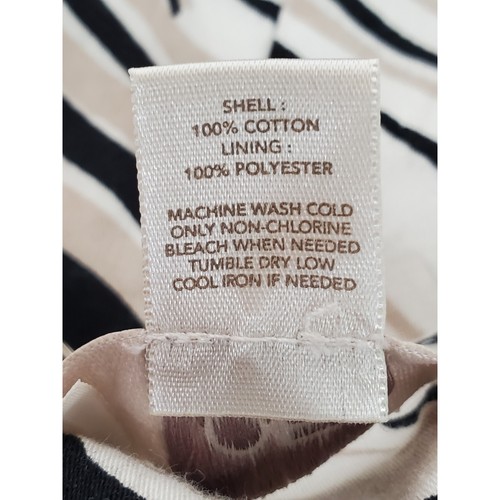 SHELL :
100% COTTON
LINING :
100% POLYESTER
MACHINE WASH COLD
ONLY NON-CHLORINE
BLEACH WHEN NEEDED
TUMBLE DRY LOW
COOL IRON IF NEEDED